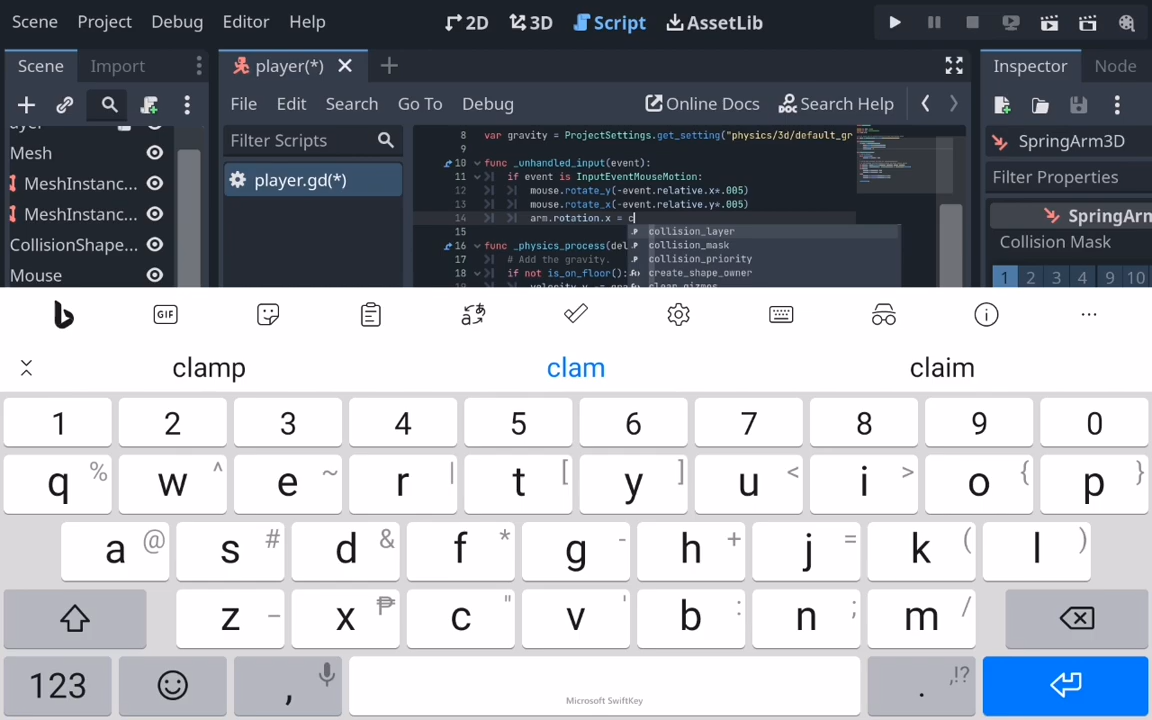 Scene Project Debug Editor Help 2D 3D Script AssetLib
Scene Import player(*) Inspector Node
File Edit Search Go To Debug Online Docs Search Help
Filter Scripts
player.gd(*)
Mesh
MeshInstanc...
MeshInstanc...
CollisionShape...
Mouse
8 var gravity = ProjectSettings.get_setting("physics/3d/default_gr
9
10 func _unhandled_input(event):
11 if event is InputEventMouseMotion:
12 mouse.rotate_y(-event.relative.x*.005)
13 mouse.rotate_x(-event.relative.y*.005)
14 arm.rotation.x = c
15
16 func _physics_process(del
17 # Add the gravity.
18 if not is_on_floor():
collision_layer
collision_mask
collision_priority
create_shape_owner
clear_gizmos
SpringArm3D
Filter Properties
SpringArm
Collision Mask
1 2 3 4 9 10
GIF
clamp clam claim
1 2 3 4 5 6 7 8 9 0
q % w ^ e ~ r | t [ y ] u < i > o { p }
a @ s # d & f * g - h + j = k ( l )
z _ x ₱ c " v ' b : n ; m /
123 , Microsoft SwiftKey . ,!?